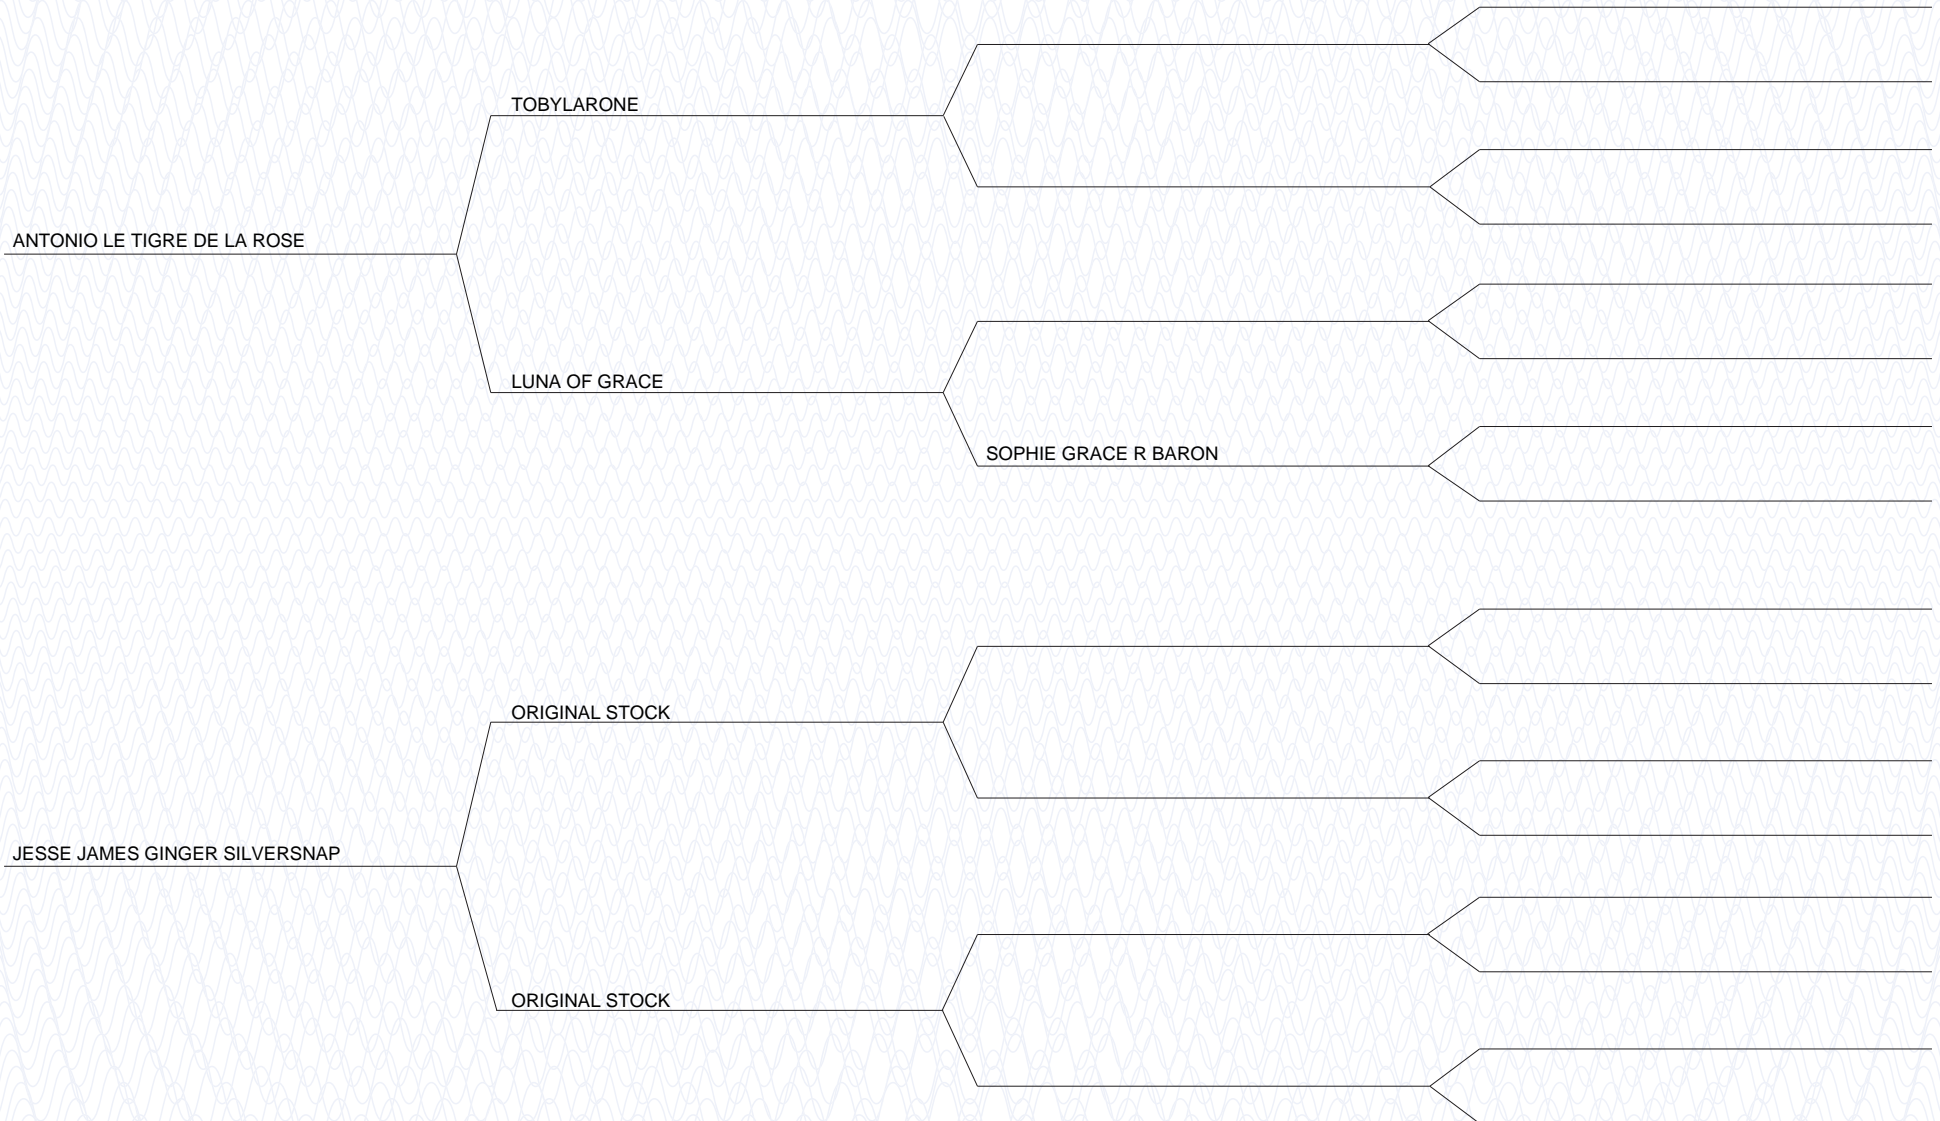 TOBYLARONE
ANTONIO LE TIGRE DE LA ROSE
LUNA OF GRACE
SOPHIE GRACE R BARON
ORIGINAL STOCK
JESSE JAMES GINGER SILVERSNAP
ORIGINAL STOCK